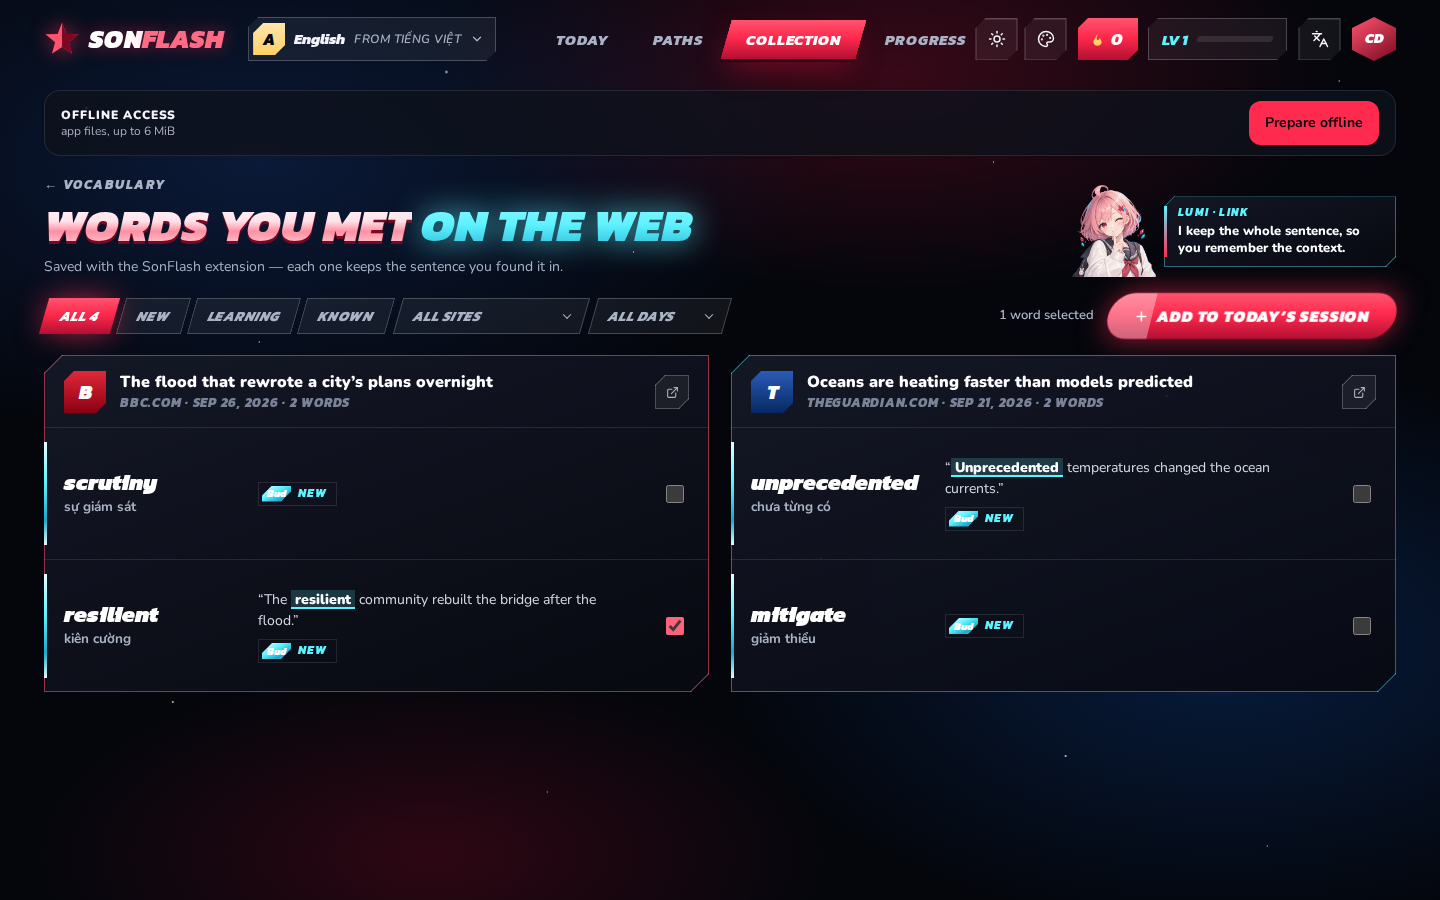 SONFLASH
A English FROM TIẾNG VIỆT
TODAY
PATHS
COLLECTION
PROGRESS
0
LV 1
CD
OFFLINE ACCESS
app files, up to 6 MiB
Prepare offline
← VOCABULARY
WORDS YOU MET ON THE WEB
Saved with the SonFlash extension — each one keeps the sentence you found it in.
LUMI · LINK
I keep the whole sentence, so
you remember the context.
ALL 4
NEW
LEARNING
KNOWN
ALL SITES
ALL DAYS
1 word selected
+ ADD TO TODAY'S SESSION
B
The flood that rewrote a city's plans overnight
BBC.COM · SEP 26, 2026 · 2 WORDS
scrutiny
sự giám sát
Bud NEW
resilient
kiên cường
“The resilient community rebuilt the bridge after the
flood.”
Bud NEW
T
Oceans are heating faster than models predicted
THEGUARDIAN.COM · SEP 21, 2026 · 2 WORDS
unprecedented
chưa từng có
“Unprecedented temperatures changed the ocean
currents.”
Bud NEW
mitigate
giảm thiểu
Bud NEW